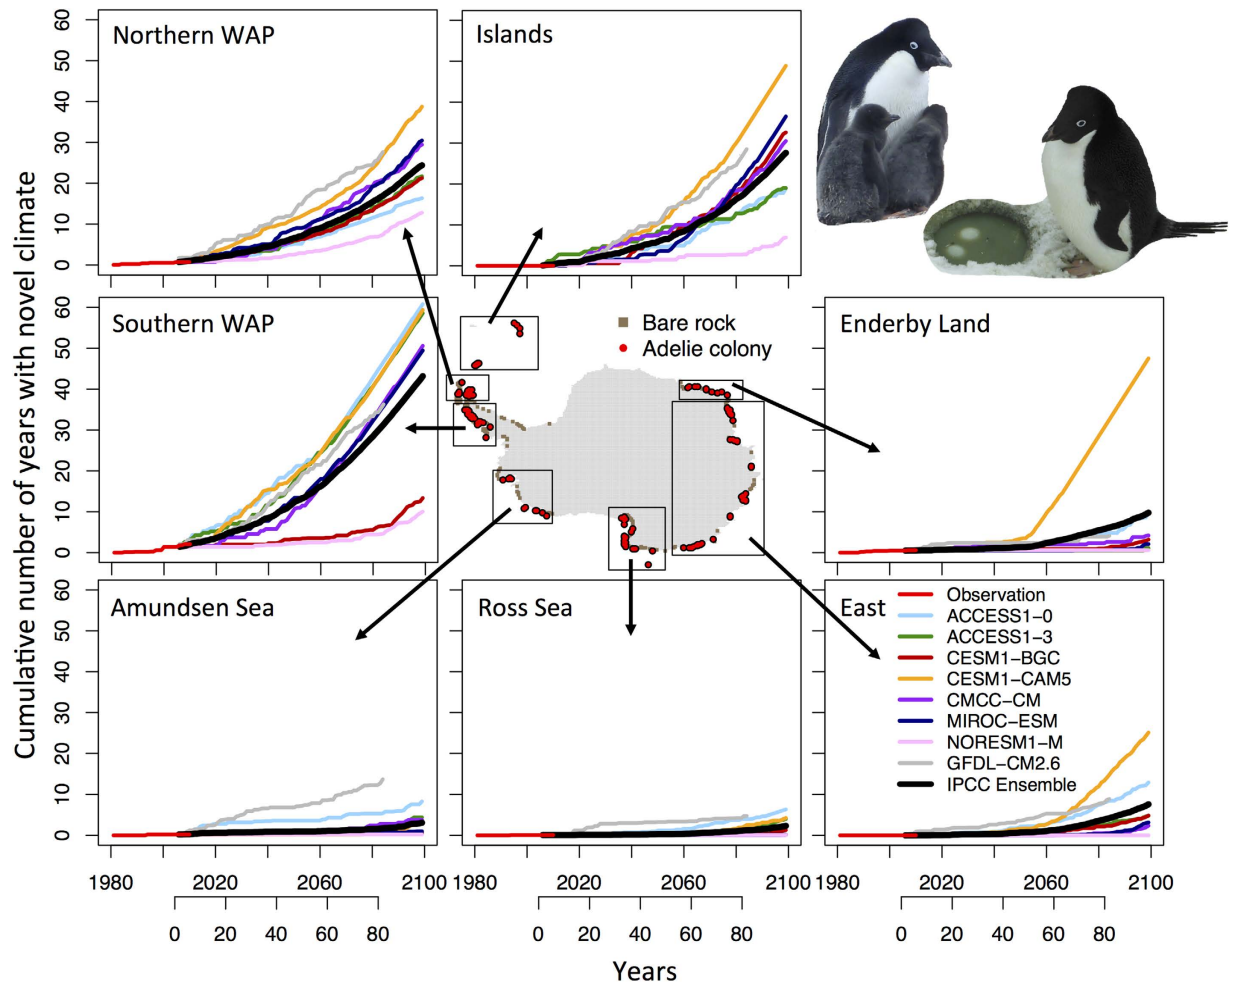 Cumulative number of years with novel climate
Northern WAP
60
50
40
30
20
10
0
Islands
Southern WAP
60
50
40
30
20
10
0
Bare rock
Adelie colony
Enderby Land
Amundsen Sea
60
50
40
30
20
10
0
Ross Sea
East
Observation
ACCESS1-0
ACCESS1-3
CESM1-BGC
CESM1-CAM5
CMCC-CM
MIROC-ESM
NORESM1-M
GFDL-CM2.6
IPCC Ensemble
1980 2020 2060 2100 1980 2020 2060 2100 1980 2020 2060 2100
0 20 40 60 80 0 20 40 60 80 0 20 40 60 80
Years